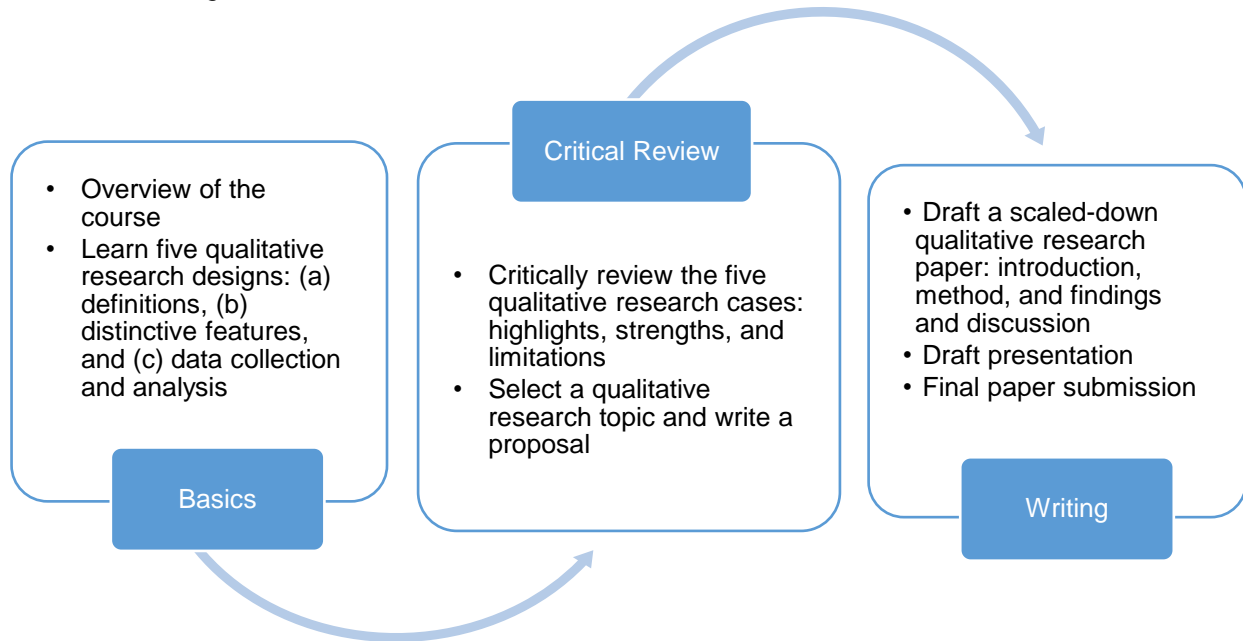 • Overview of the
course
• Learn five qualitative
research designs: (a)
definitions, (b)
distinctive features,
and (c) data collection
and analysis
Basics
Critical Review
• Critically review the five
qualitative research cases:
highlights, strengths, and
limitations
• Select a qualitative
research topic and write a
proposal
• Draft a scaled-down
qualitative research
paper: introduction,
method, and findings
and discussion
• Draft presentation
• Final paper submission
Writing